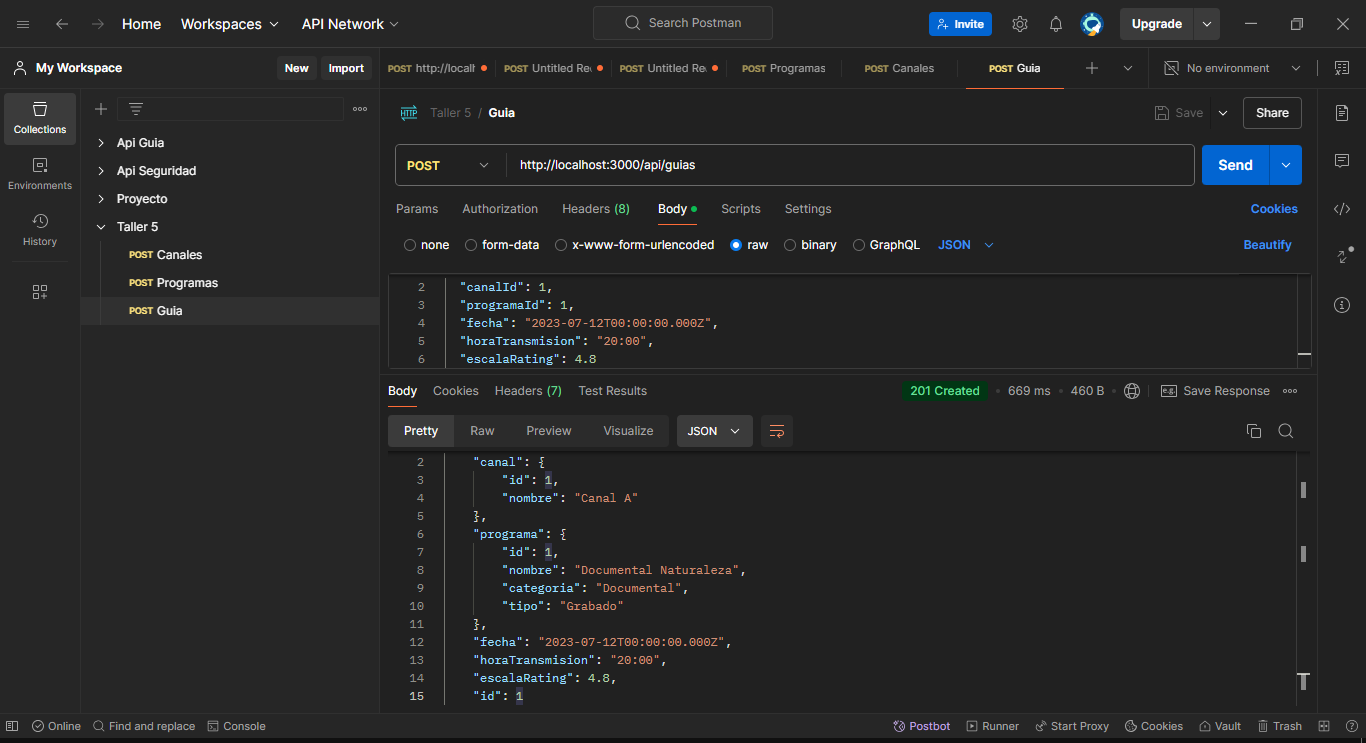 Home Workspaces API Network Search Postman Invite Upgrade
My Workspace New Import POST http://locall POST Untitled Re POST Untitled Re POST Programas POST Canales POST Guia No environment
Collections
Environments
History
Api Guia
Api Seguridad
Proyecto
Taller 5
POST Canales
POST Programas
POST Guia
HTTP Taller 5 / Guia Save Share
POST http://localhost:3000/api/guias Send
Params Authorization Headers (8) Body Scripts Settings Cookies
none form-data x-www-form-urlencoded raw binary GraphQL JSON Beautify
2 "canalId": 1,
3 "programaId": 1,
4 "fecha": "2023-07-12T00:00:00.000Z",
5 "horaTransmision": "20:00",
6 "escalaRating": 4.8
Body Cookies Headers (7) Test Results 201 Created 669 ms 460 B e.g. Save Response
Pretty Raw Preview Visualize JSON
2 "canal": {
3 "id": 1,
4 "nombre": "Canal A"
5 },
6 "programa": {
7 "id": 1,
8 "nombre": "Documental Naturaleza",
9 "categoria": "Documental",
10 "tipo": "Grabado"
11 },
12 "fecha": "2023-07-12T00:00:00.000Z",
13 "horaTransmision": "20:00",
14 "escalaRating": 4.8,
15 "id": 1
Online Find and replace Console Postbot Runner Start Proxy Cookies Vault Trash